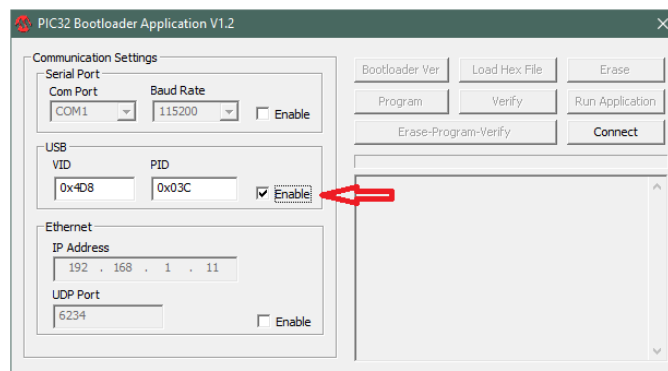 PIC32 Bootloader Application V1.2
Communication Settings
Serial Port
Com Port Baud Rate
COM1 115200 Enable
USB
VID PID
0x4D8 0x03C Enable
Ethernet
IP Address
192 . 168 . 1 . 11
UDP Port
6234 Enable
Bootloader Ver Load Hex File Erase
Program Verify Run Application
Erase-Program-Verify Connect